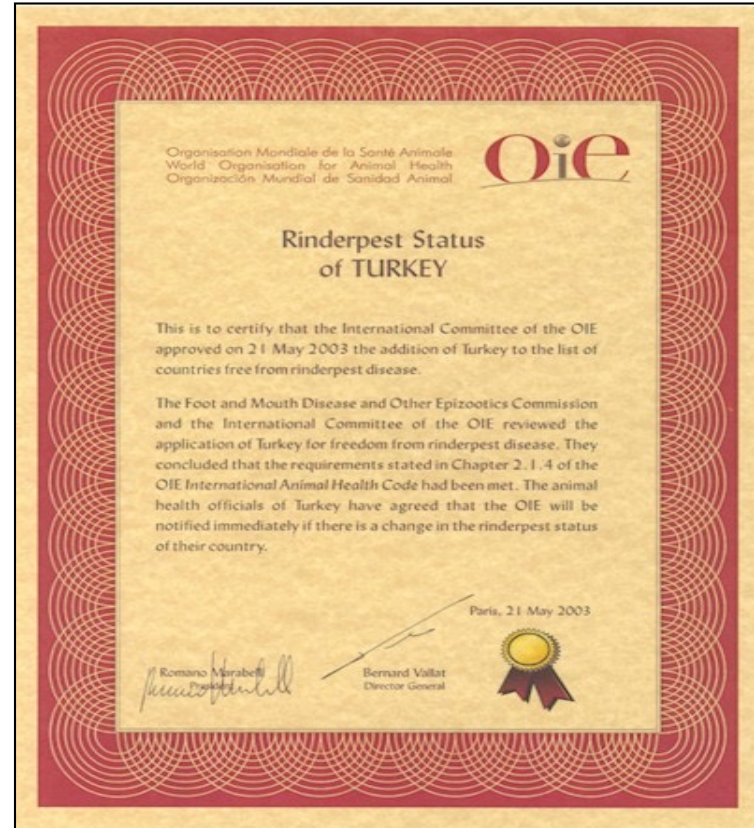 Organisation Mondiale de la Santé Animale
World Organisation for Animal Health
Organización Mundial de Sanidad Animal
OiE
Rinderpest Status
of TURKEY
This is to certify that the International Committee of the OIE
approved on 21 May 2003 the addition of Turkey to the list of
countries free from rinderpest disease.
The Foot and Mouth Disease and Other Epizootics Commission
and the International Committee of the OIE reviewed the
application of Turkey for freedom from rinderpest disease. They
concluded that the requirements stated in Chapter 2.1.4 of the
OIE International Animal Health Code had been met. The animal
health officials of Turkey have agreed that the OIE will be
notified immediately if there is a change in the rinderpest status
of their country.
Paris, 21 May 2003
Romano Marabelli
President
Bernard Vallat
Director General